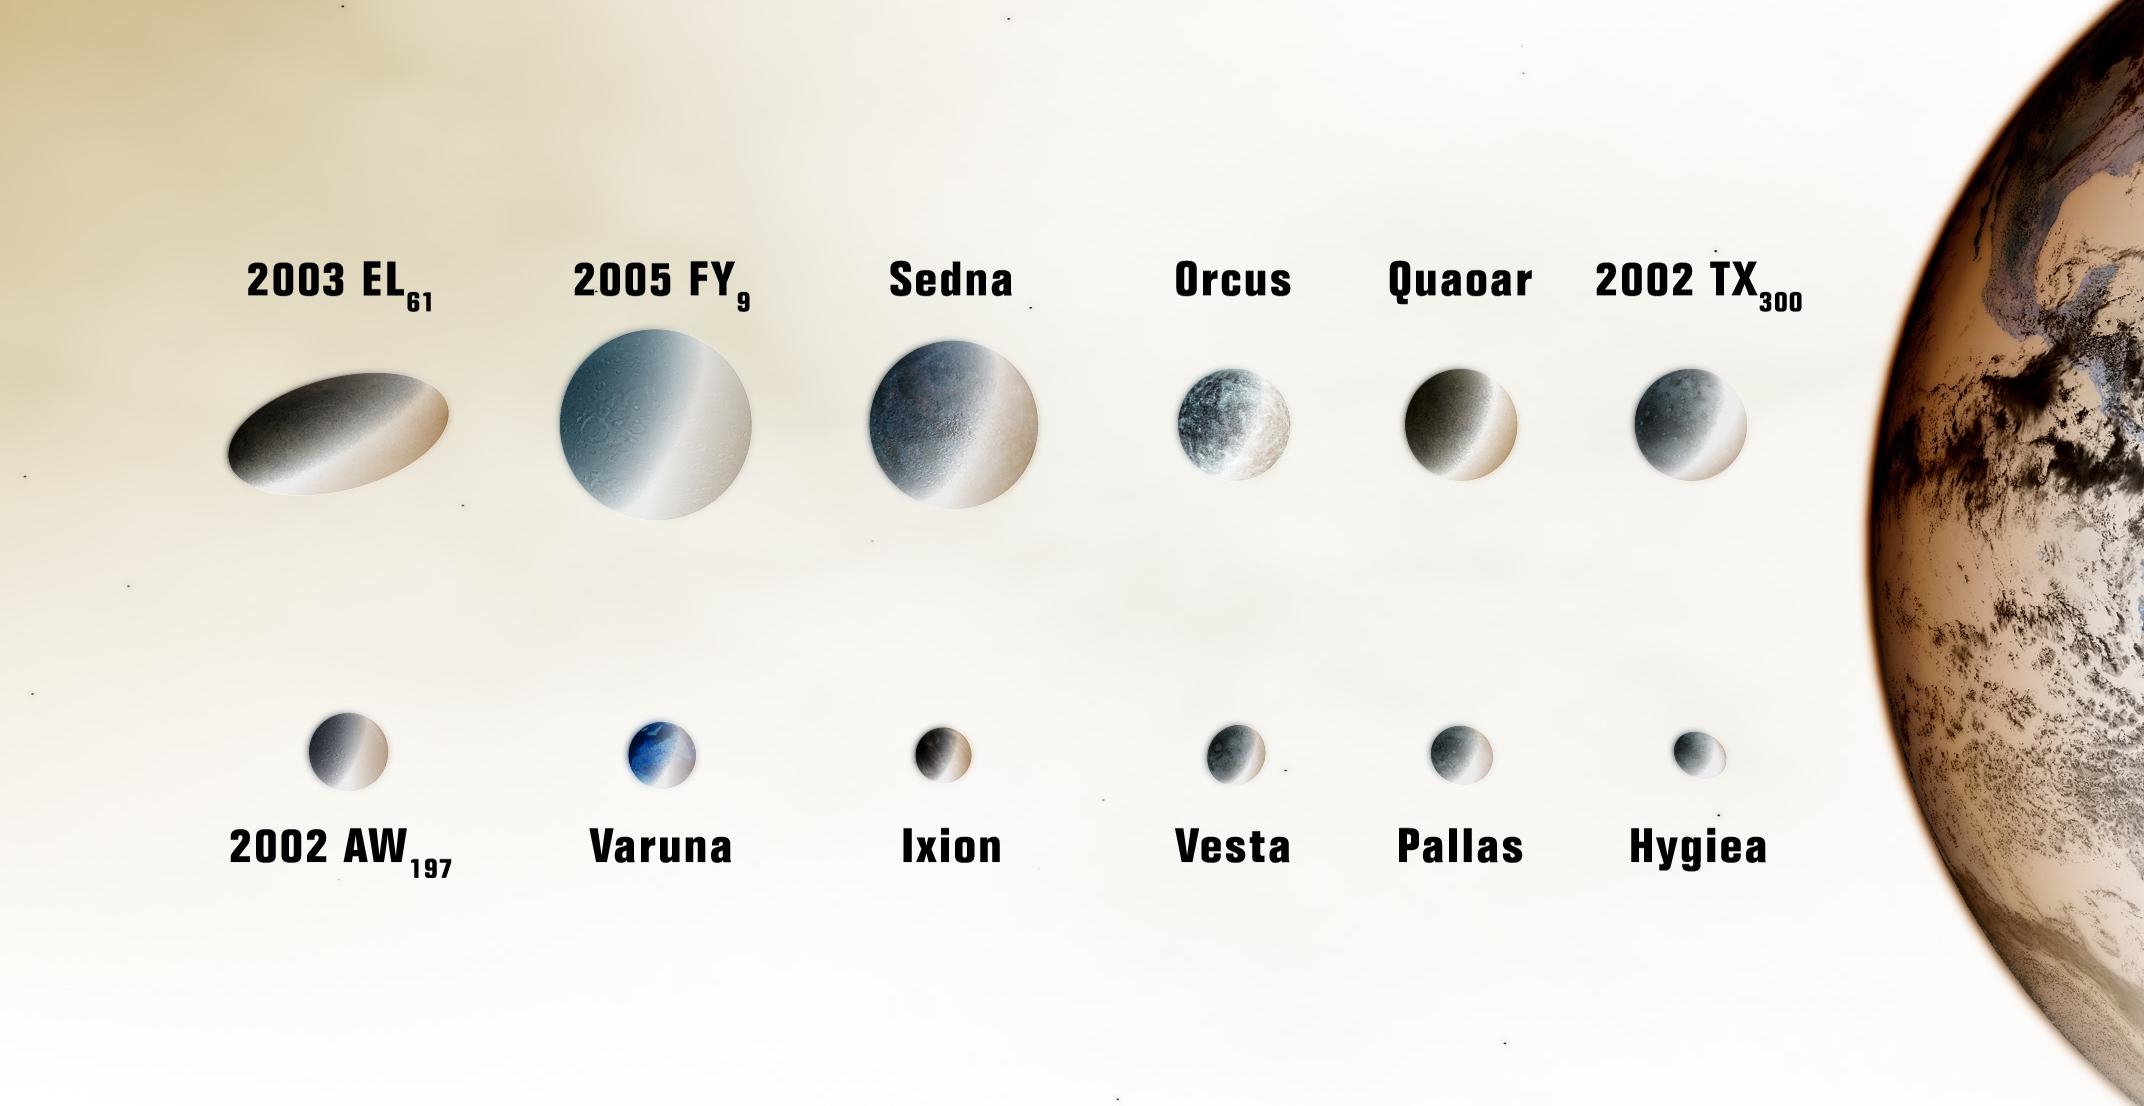 2003 EL61 2005 FY9 Sedna Orcus Quaoar 2002 TX300
2002 AW197 Varuna Ixion Vesta Pallas Hygiea